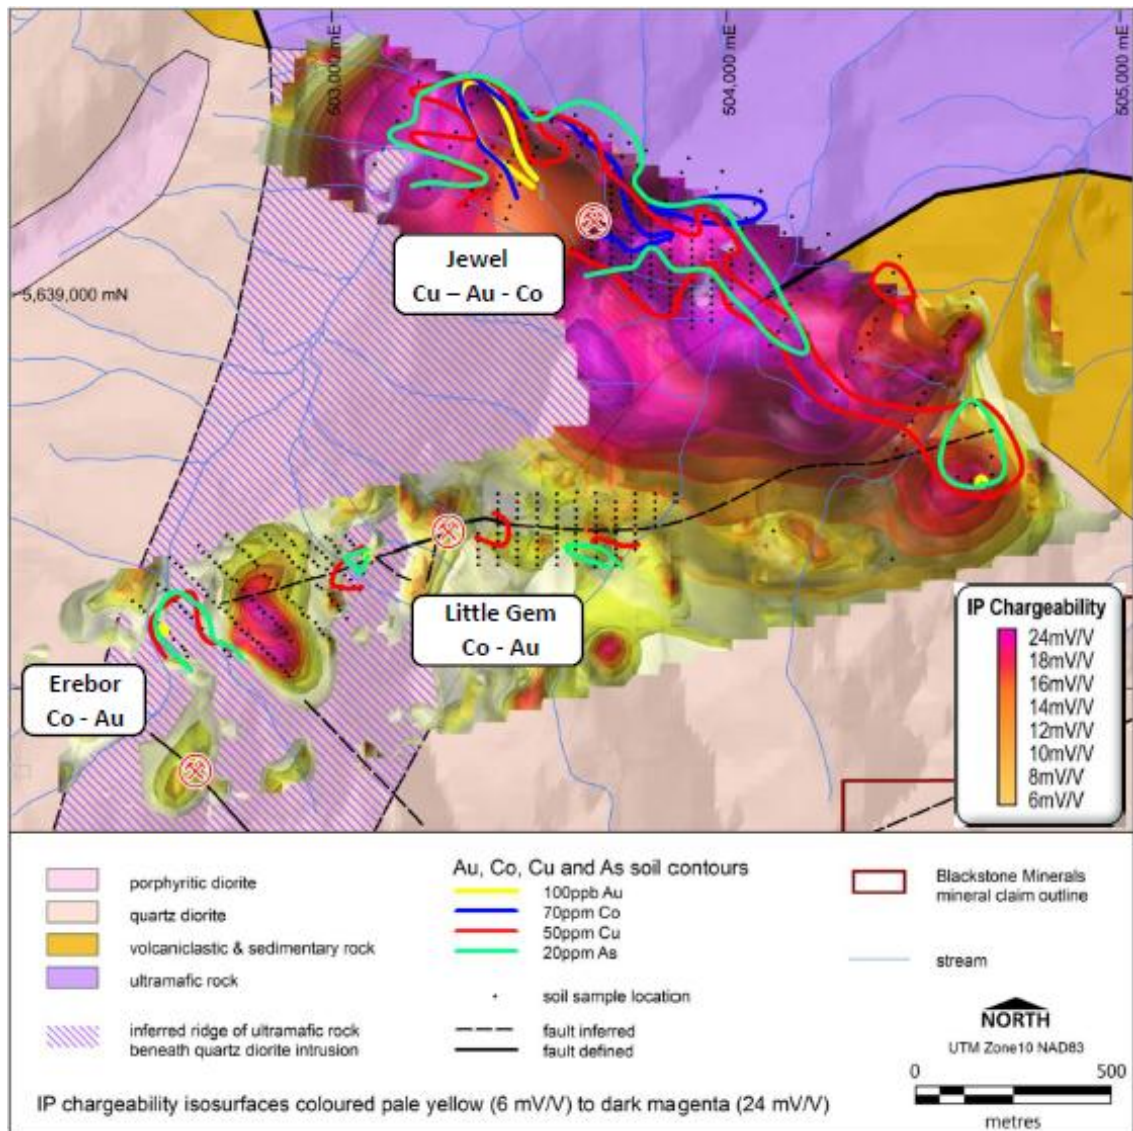 503,000 mE
504,000 mE
505,000 mE
5,639,000 mN
Jewel
Cu – Au - Co
Little Gem
Co - Au
Erebor
Co - Au
IP Chargeability
24mV/V
18mV/V
16mV/V
14mV/V
12mV/V
10mV/V
8mV/V
6mV/V
porphyritic diorite
quartz diorite
volcaniclastic & sedimentary rock
ultramafic rock
inferred ridge of ultramafic rock
beneath quartz diorite intrusion
Au, Co, Cu and As soil contours
100ppb Au
70ppm Co
50ppm Cu
20ppm As
soil sample location
fault inferred
fault defined
Blackstone Minerals
mineral claim outline
stream
NORTH
UTM Zone10 NAD83
0 500
metres
IP chargeability isosurfaces coloured pale yellow (6 mV/V) to dark magenta (24 mV/V)